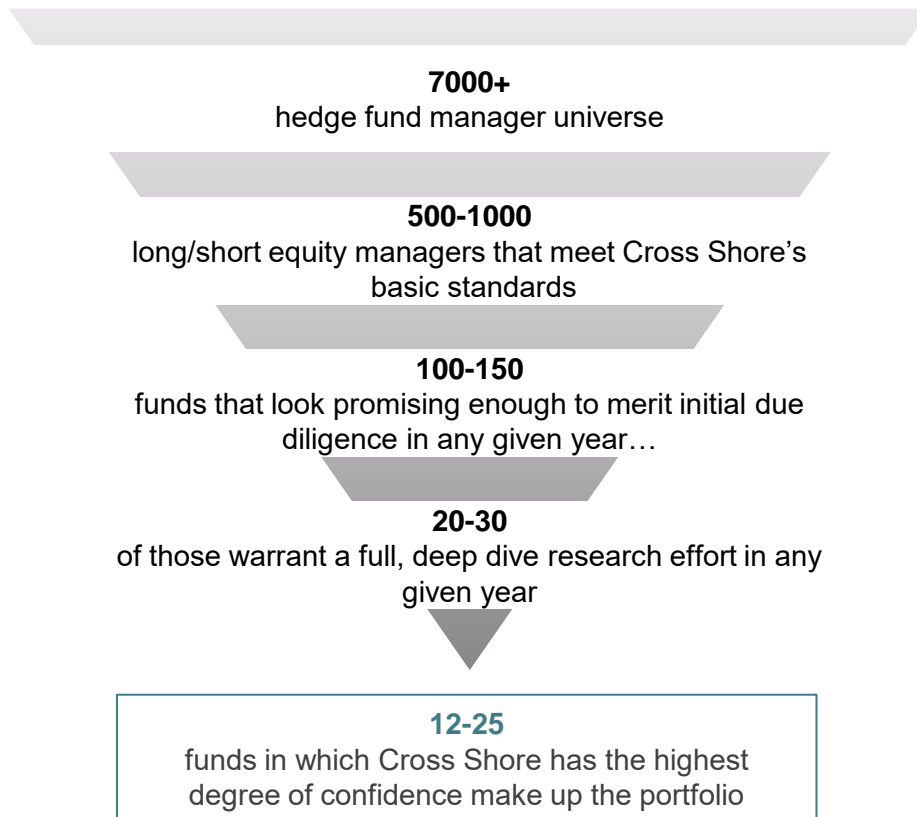 7000+
hedge fund manager universe
500-1000
long/short equity managers that meet Cross Shore’s
basic standards
100-150
funds that look promising enough to merit initial due
diligence in any given year…
20-30
of those warrant a full, deep dive research effort in any
given year
12-25
funds in which Cross Shore has the highest
degree of confidence make up the portfolio